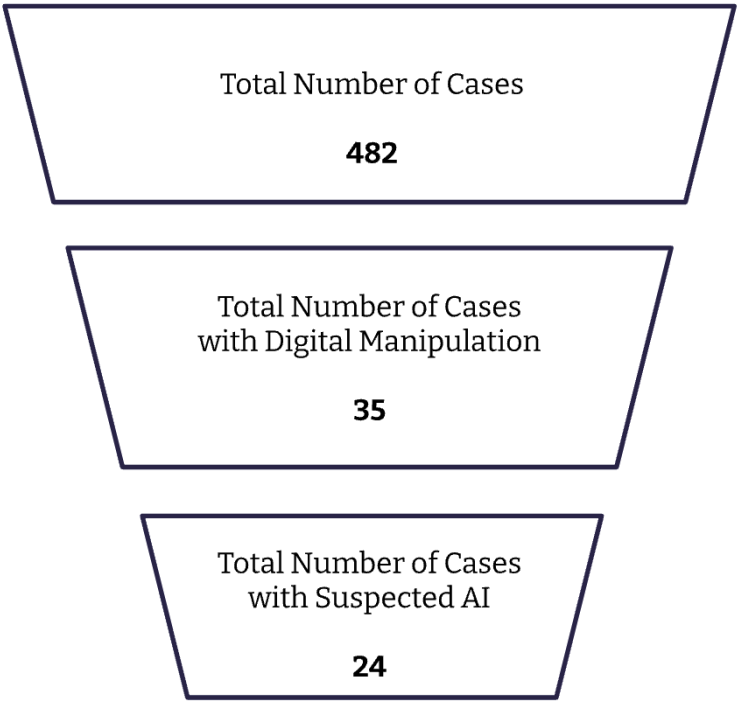 Total Number of Cases
482
Total Number of Cases
with Digital Manipulation
35
Total Number of Cases
with Suspected AI
24